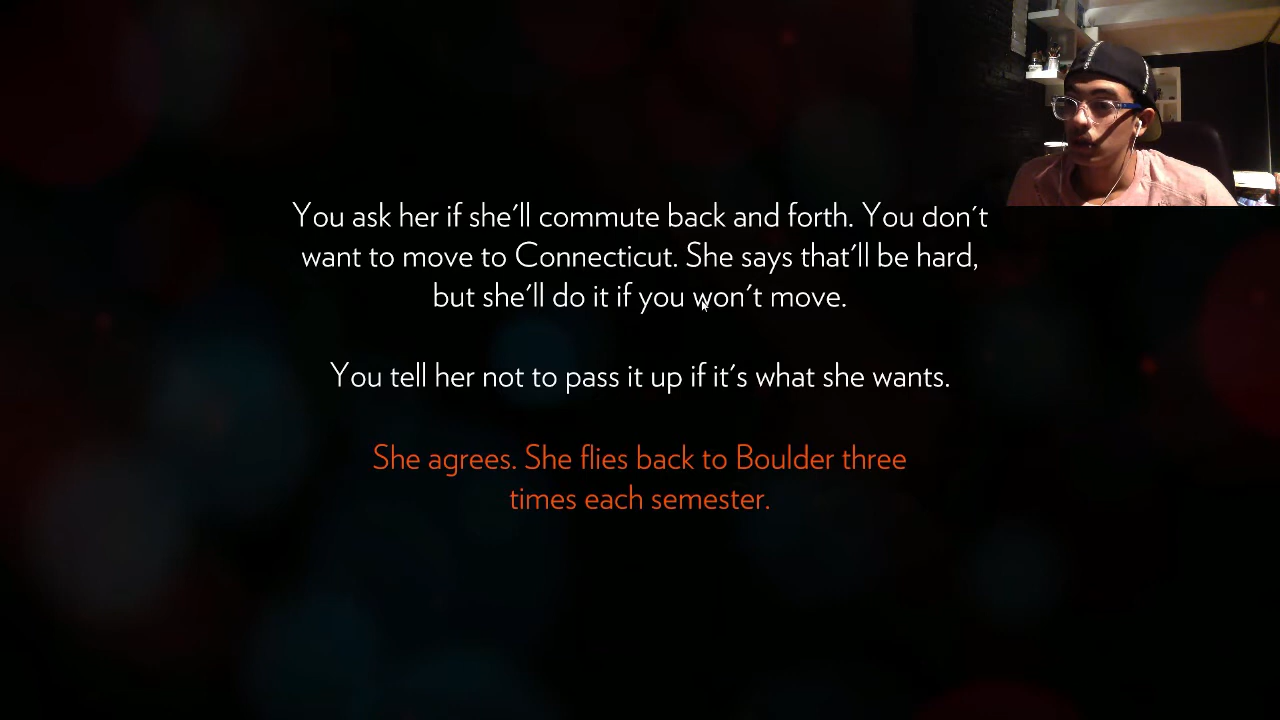 You ask her if she'll commute back and forth. You don't
want to move to Connecticut. She says that'll be hard,
but she'll do it if you won't move.
You tell her not to pass it up if it's what she wants.
She agrees. She flies back to Boulder three
times each semester.